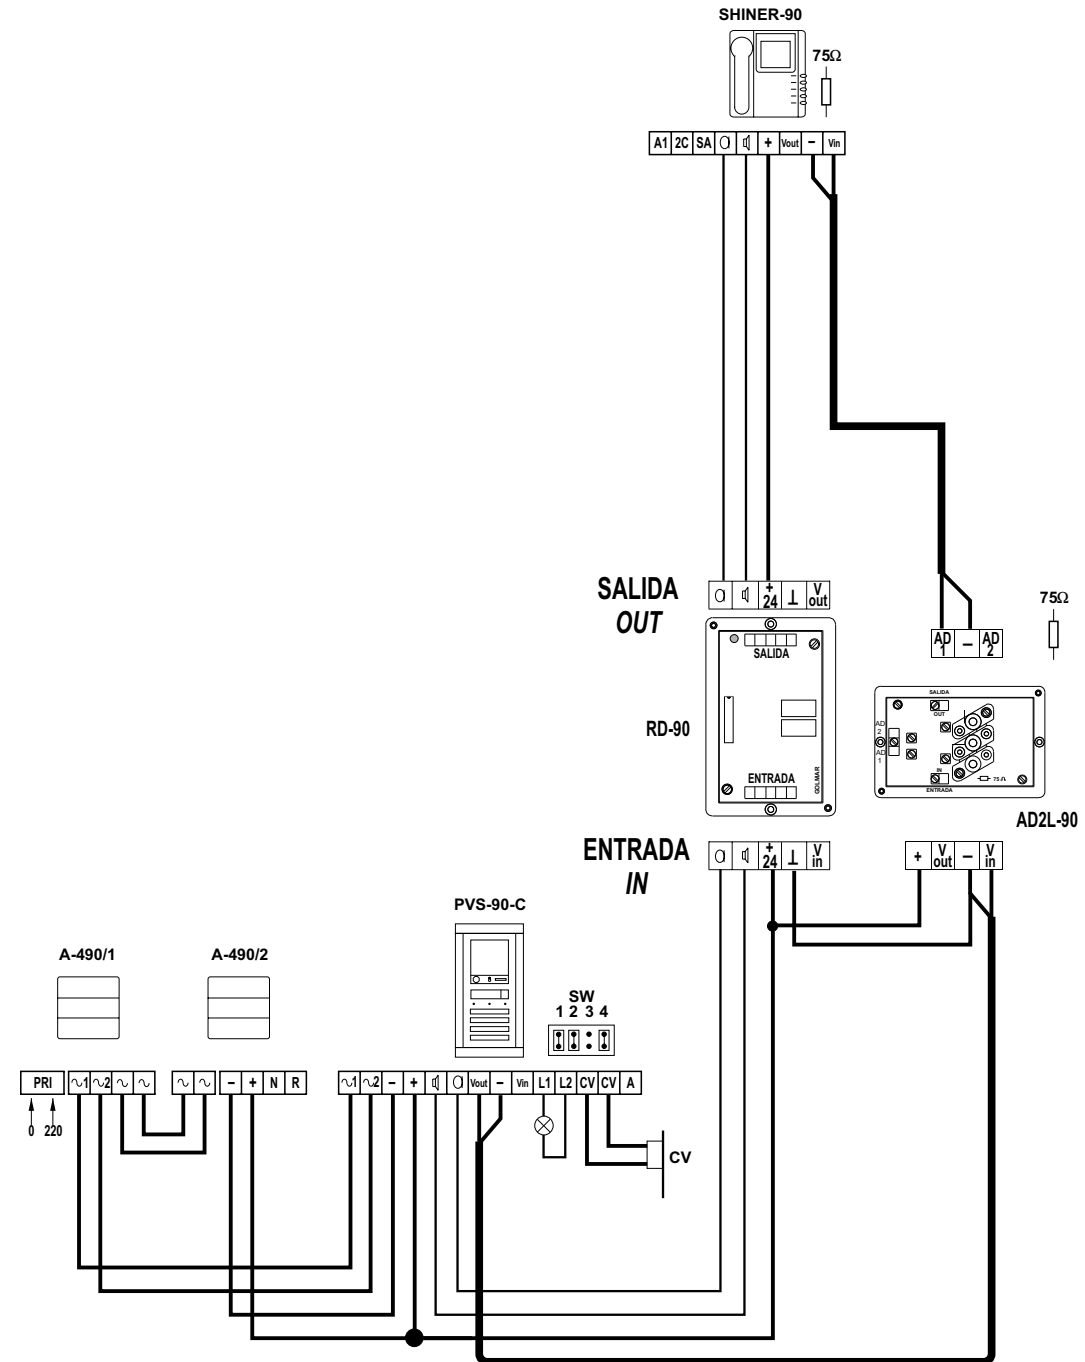 SHINER-90
75Ω
A1 2C SA + Vout – Vin
SALIDA
OUT
+ 24 ⊥ V out
75Ω
AD 1 – AD 2
SALIDA
RD-90
ENTRADA
GOLMAR
SALIDA
OUT
AD 2
AD 1
IN
75 Ω
ENTRADA
AD2L-90
ENTRADA
IN
+ 24 ⊥ V in
+ V out – V in
PVS-90-C
A-490/1
A-490/2
SW
1 2 3 4
PRI ~1 ~2 ~ ~
~ ~ – + N R
~1 ~2 – + Vout – Vin L1 L2 CV CV A
0 220
CV